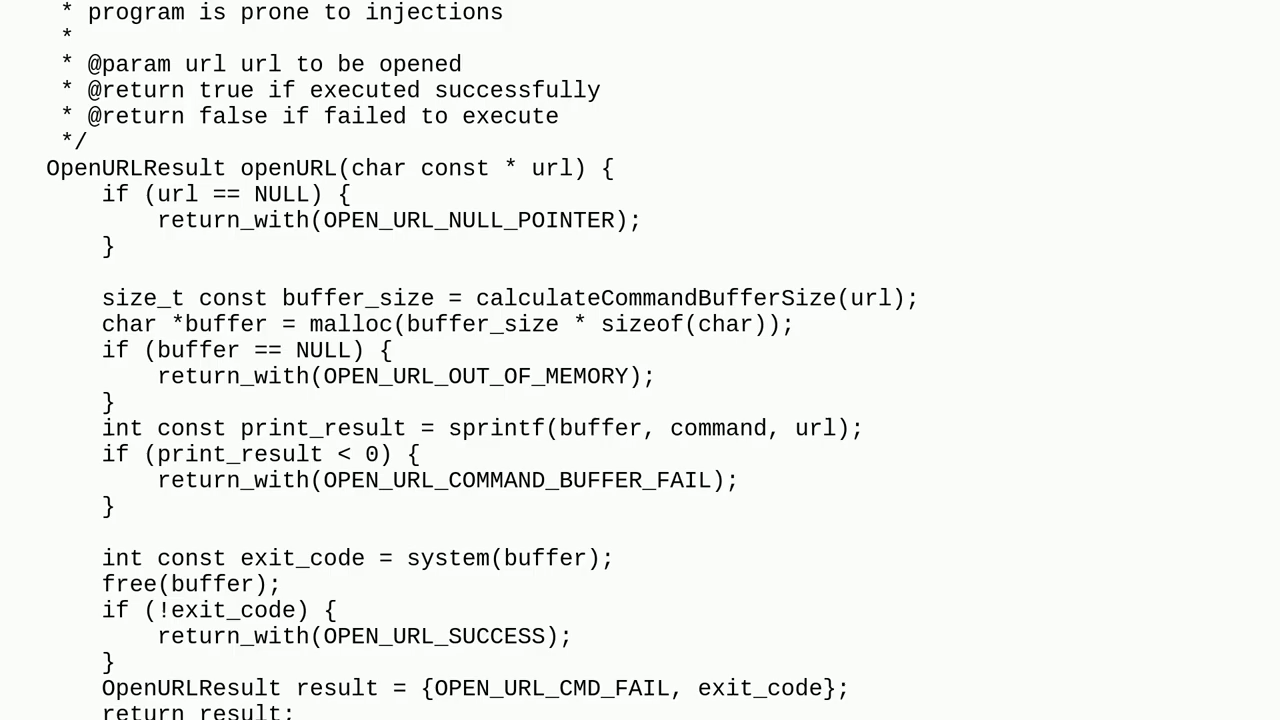 * program is prone to injections
*
* @param url url to be opened
* @return true if executed successfully
* @return false if failed to execute
*/
OpenURLResult openURL(char const * url) {
if (url == NULL) {
return_with(OPEN_URL_NULL_POINTER);
}
size_t const buffer_size = calculateCommandBufferSize(url);
char *buffer = malloc(buffer_size * sizeof(char));
if (buffer == NULL) {
return_with(OPEN_URL_OUT_OF_MEMORY);
}
int const print_result = sprintf(buffer, command, url);
if (print_result < 0) {
return_with(OPEN_URL_COMMAND_BUFFER_FAIL);
}
int const exit_code = system(buffer);
free(buffer);
if (!exit_code) {
return_with(OPEN_URL_SUCCESS);
}
OpenURLResult result = {OPEN_URL_CMD_FAIL, exit_code};
return result;